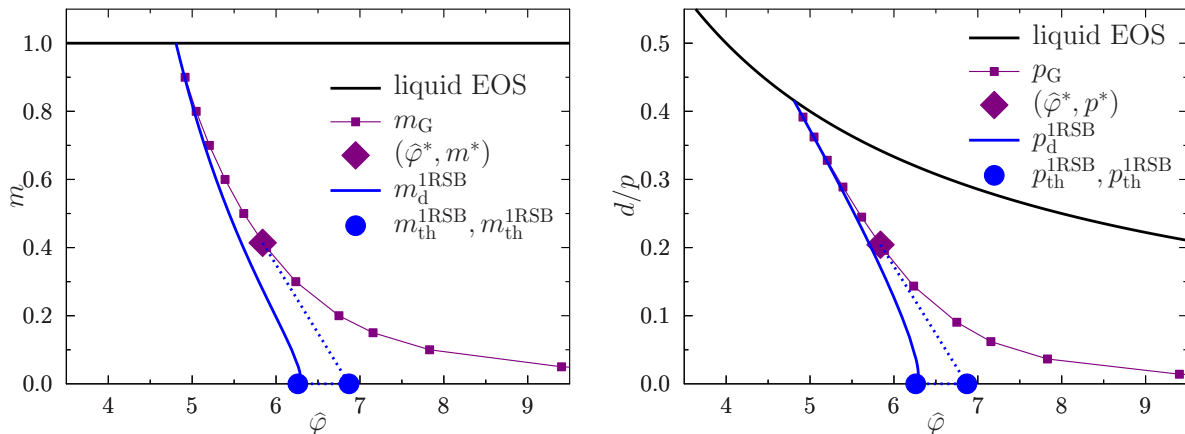 1.0
0.8
0.6
0.4
0.2
0.0
m
4 5 6 7 8 9
φ̂
liquid EOS
m_G
(φ̂*, m*)
m_d^1RSB
m_th^1RSB, m_th^1RSB
0.5
0.4
0.3
0.2
0.1
0.0
d/p
4 5 6 7 8 9
φ̂
liquid EOS
p_G
(φ̂*, p*)
p_d^1RSB
p_th^1RSB, p_th^1RSB